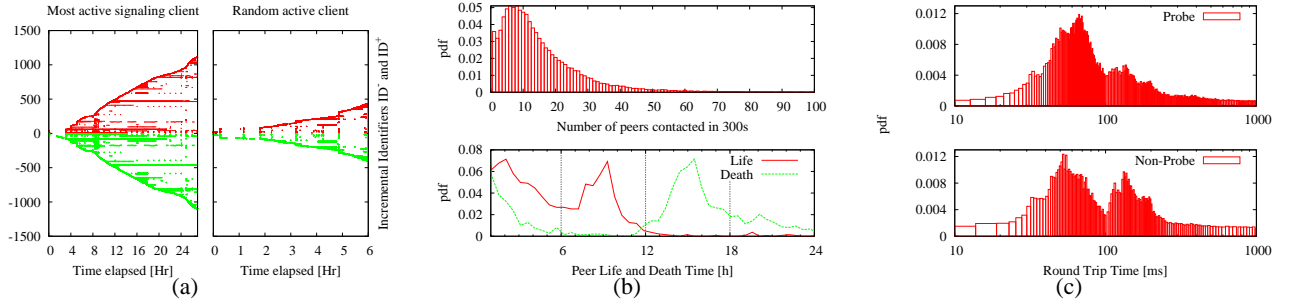 Most active signaling client
Random active client
1500
1000
500
0
500
-1000
-1500
0 4 8 12 16 20 24
0 1 2 3 4 5 6
Time elapsed [Hr]
Time elapsed [Hr]
Incremental Identifiers ID⁻ and ID⁺
(a)
pdf
0.05
0.04
0.03
0.02
0.01
0
0 10 20 30 40 50 60 70 80 90 100
Number of peers contacted in 300s
pdf
0.08
0.06
0.04
0.02
0
Life
Death
6 12 18 24
Peer Life and Death Time [h]
(b)
pdf
0.012
0.008
0.004
0
Probe
10 100 1000
0.012
0.008
0.004
0
Non-Probe
10 100 1000
Round Trip Time [ms]
(c)